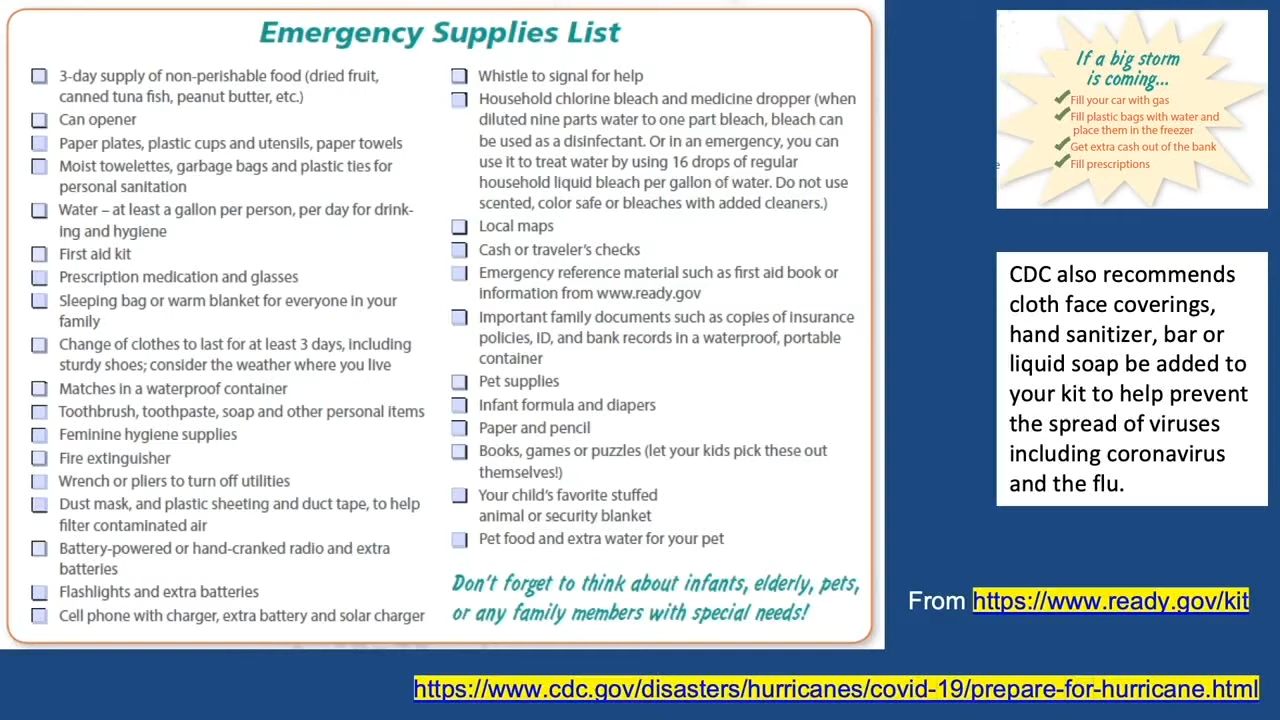 Emergency Supplies List
3-day supply of non-perishable food (dried fruit,
canned tuna fish, peanut butter, etc.)
Can opener
Paper plates, plastic cups and utensils, paper towels
Moist towelettes, garbage bags and plastic ties for
personal sanitation
Water – at least a gallon per person, per day for drink-
ing and hygiene
First aid kit
Prescription medication and glasses
Sleeping bag or warm blanket for everyone in your
family
Change of clothes to last for at least 3 days, including
sturdy shoes; consider the weather where you live
Matches in a waterproof container
Toothbrush, toothpaste, soap and other personal items
Feminine hygiene supplies
Fire extinguisher
Wrench or pliers to turn off utilities
Dust mask, and plastic sheeting and duct tape, to help
filter contaminated air
Battery-powered or hand-cranked radio and extra
batteries
Flashlights and extra batteries
Cell phone with charger, extra battery and solar charger
Whistle to signal for help
Household chlorine bleach and medicine dropper (when
diluted nine parts water to one part bleach, bleach can
be used as a disinfectant. Or in an emergency, you can
use it to treat water by using 16 drops of regular
household liquid bleach per gallon of water. Do not use
scented, color safe or bleaches with added cleaners.)
Local maps
Cash or traveler's checks
Emergency reference material such as first aid book or
information from www.ready.gov
Important family documents such as copies of insurance
policies, ID, and bank records in a waterproof, portable
container
Pet supplies
Infant formula and diapers
Paper and pencil
Books, games or puzzles (let your kids pick these out
themselves!)
Your child's favorite stuffed
animal or security blanket
Pet food and extra water for your pet
Don't forget to think about infants, elderly, pets,
or any family members with special needs!
If a big storm
is coming...
Fill your car with gas
Fill plastic bags with water and
place them in the freezer
Get extra cash out of the bank
Fill prescriptions
e
CDC also recommends
cloth face coverings,
hand sanitizer, bar or
liquid soap be added to
your kit to help prevent
the spread of viruses
including coronavirus
and the flu.
From https://www.ready.gov/kit
https://www.cdc.gov/disasters/hurricanes/covid-19/prepare-for-hurricane.html